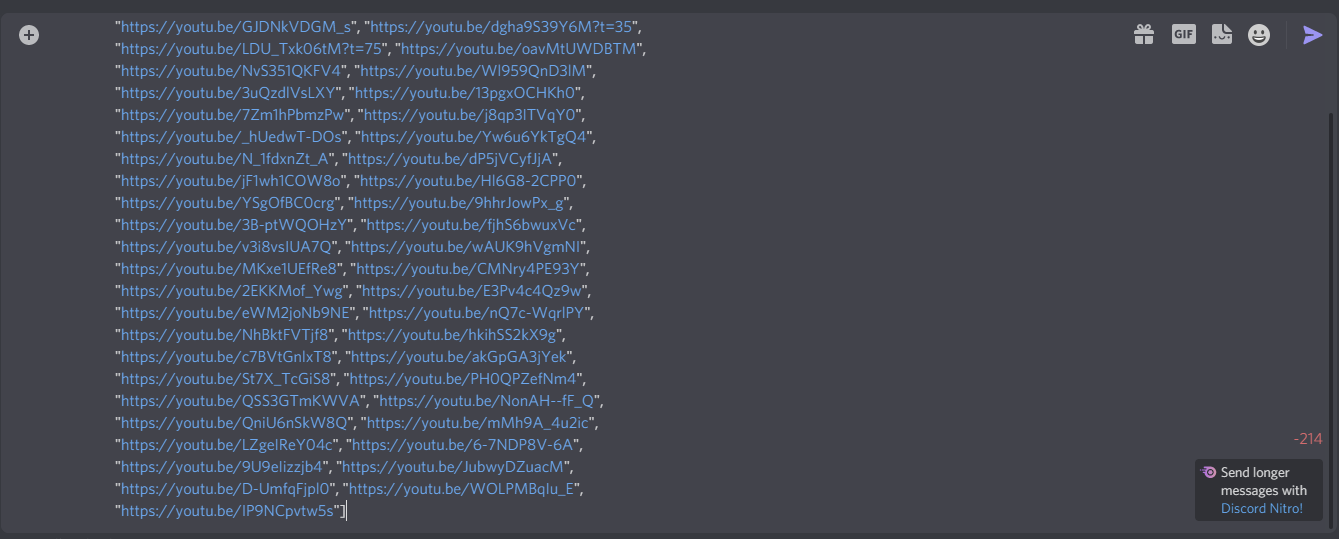 "https://youtu.be/GJDNkVDGM_s", "https://youtu.be/dgha9S39Y6M?t=35",
"https://youtu.be/LDU_Txk06tM?t=75", "https://youtu.be/oavMtUWDBTM",
"https://youtu.be/NvS351QKFV4", "https://youtu.be/Wl959QnD3lM",
"https://youtu.be/3uQzdlVsLXY", "https://youtu.be/13pgxOCHKh0",
"https://youtu.be/7Zm1hPbmzPw", "https://youtu.be/j8qp3lTVqY0",
"https://youtu.be/_hUedwT-DOs", "https://youtu.be/Yw6u6YkTgQ4",
"https://youtu.be/N_1fdxnZt_A", "https://youtu.be/dP5jVCyfJjA",
"https://youtu.be/jF1wh1COW8o", "https://youtu.be/Hl6G8-2CPP0",
"https://youtu.be/YSgOfBC0crg", "https://youtu.be/9hhrJowPx_g",
"https://youtu.be/3B-ptWQOHzY", "https://youtu.be/fjhS6bwuxVc",
"https://youtu.be/v3i8vsIUA7Q", "https://youtu.be/wAUK9hVgmNI",
"https://youtu.be/MKxe1UEfRe8", "https://youtu.be/CMNry4PE93Y",
"https://youtu.be/2EKKMof_Ywg", "https://youtu.be/E3Pv4c4Qz9w",
"https://youtu.be/eWM2joNb9NE", "https://youtu.be/nQ7c-WqrlPY",
"https://youtu.be/NhBktFVTjf8", "https://youtu.be/hkihSS2kX9g",
"https://youtu.be/c7BVtGnlxT8", "https://youtu.be/akGpGA3jYek",
"https://youtu.be/St7X_TcGiS8", "https://youtu.be/PH0QPZefNm4",
"https://youtu.be/QSS3GTmKWVA", "https://youtu.be/NonAH--fF_Q",
"https://youtu.be/QniU6nSkW8Q", "https://youtu.be/mMh9A_4u2ic",
"https://youtu.be/LZgelReY04c", "https://youtu.be/6-7NDP8V-6A",
"https://youtu.be/9U9eIizzjb4", "https://youtu.be/JubwyDZuacM",
"https://youtu.be/D-UmfqFjpl0", "https://youtu.be/WOLPMBqIu_E",
"https://youtu.be/IP9NCpvtw5s"]
GIF
-214
Send longer
messages with
Discord Nitro!